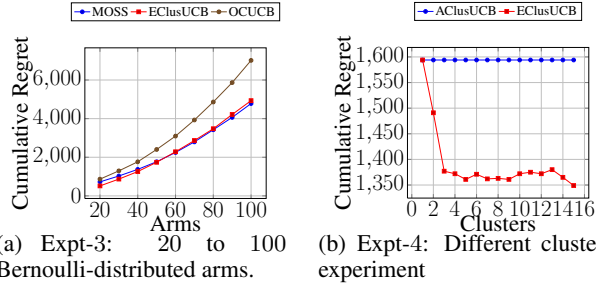 MOSS EClusUCB OCUCB
Cumulative Regret
6,000
4,000
2,000
0
20 40 60 80 100
Arms
(a) Expt-3: 20 to 100
Bernoulli-distributed arms.
AClusUCB EClusUCB
Cumulative Regret
1,600
1,550
1,500
1,450
1,400
1,350
0 2 4 6 8 10 12 14 16
Clusters
(b) Expt-4: Different cluste
experiment